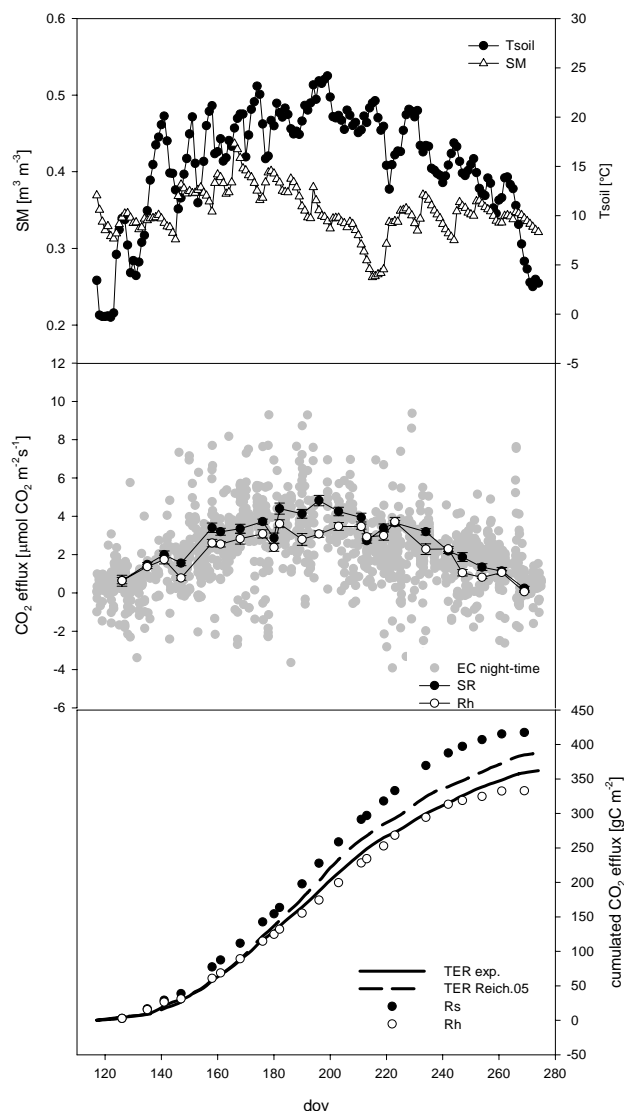 30
Tsoil
SM
0.6
0.5
0.4
0.3
0.2
SM [m³ m⁻³]
25
20
15
10
5
0
-5
Tsoil [°C]
12
10
8
6
4
2
0
-2
-4
-6
CO₂ efflux [µmol CO₂ m⁻²s⁻¹]
EC night-time
SR
Rh
450
400
350
300
250
200
150
100
50
0
-50
cumulated CO₂ efflux [gC m⁻²]
TER exp.
TER Reich.05
Rs
Rh
120 140 160 180 200 220 240 260 280
doy